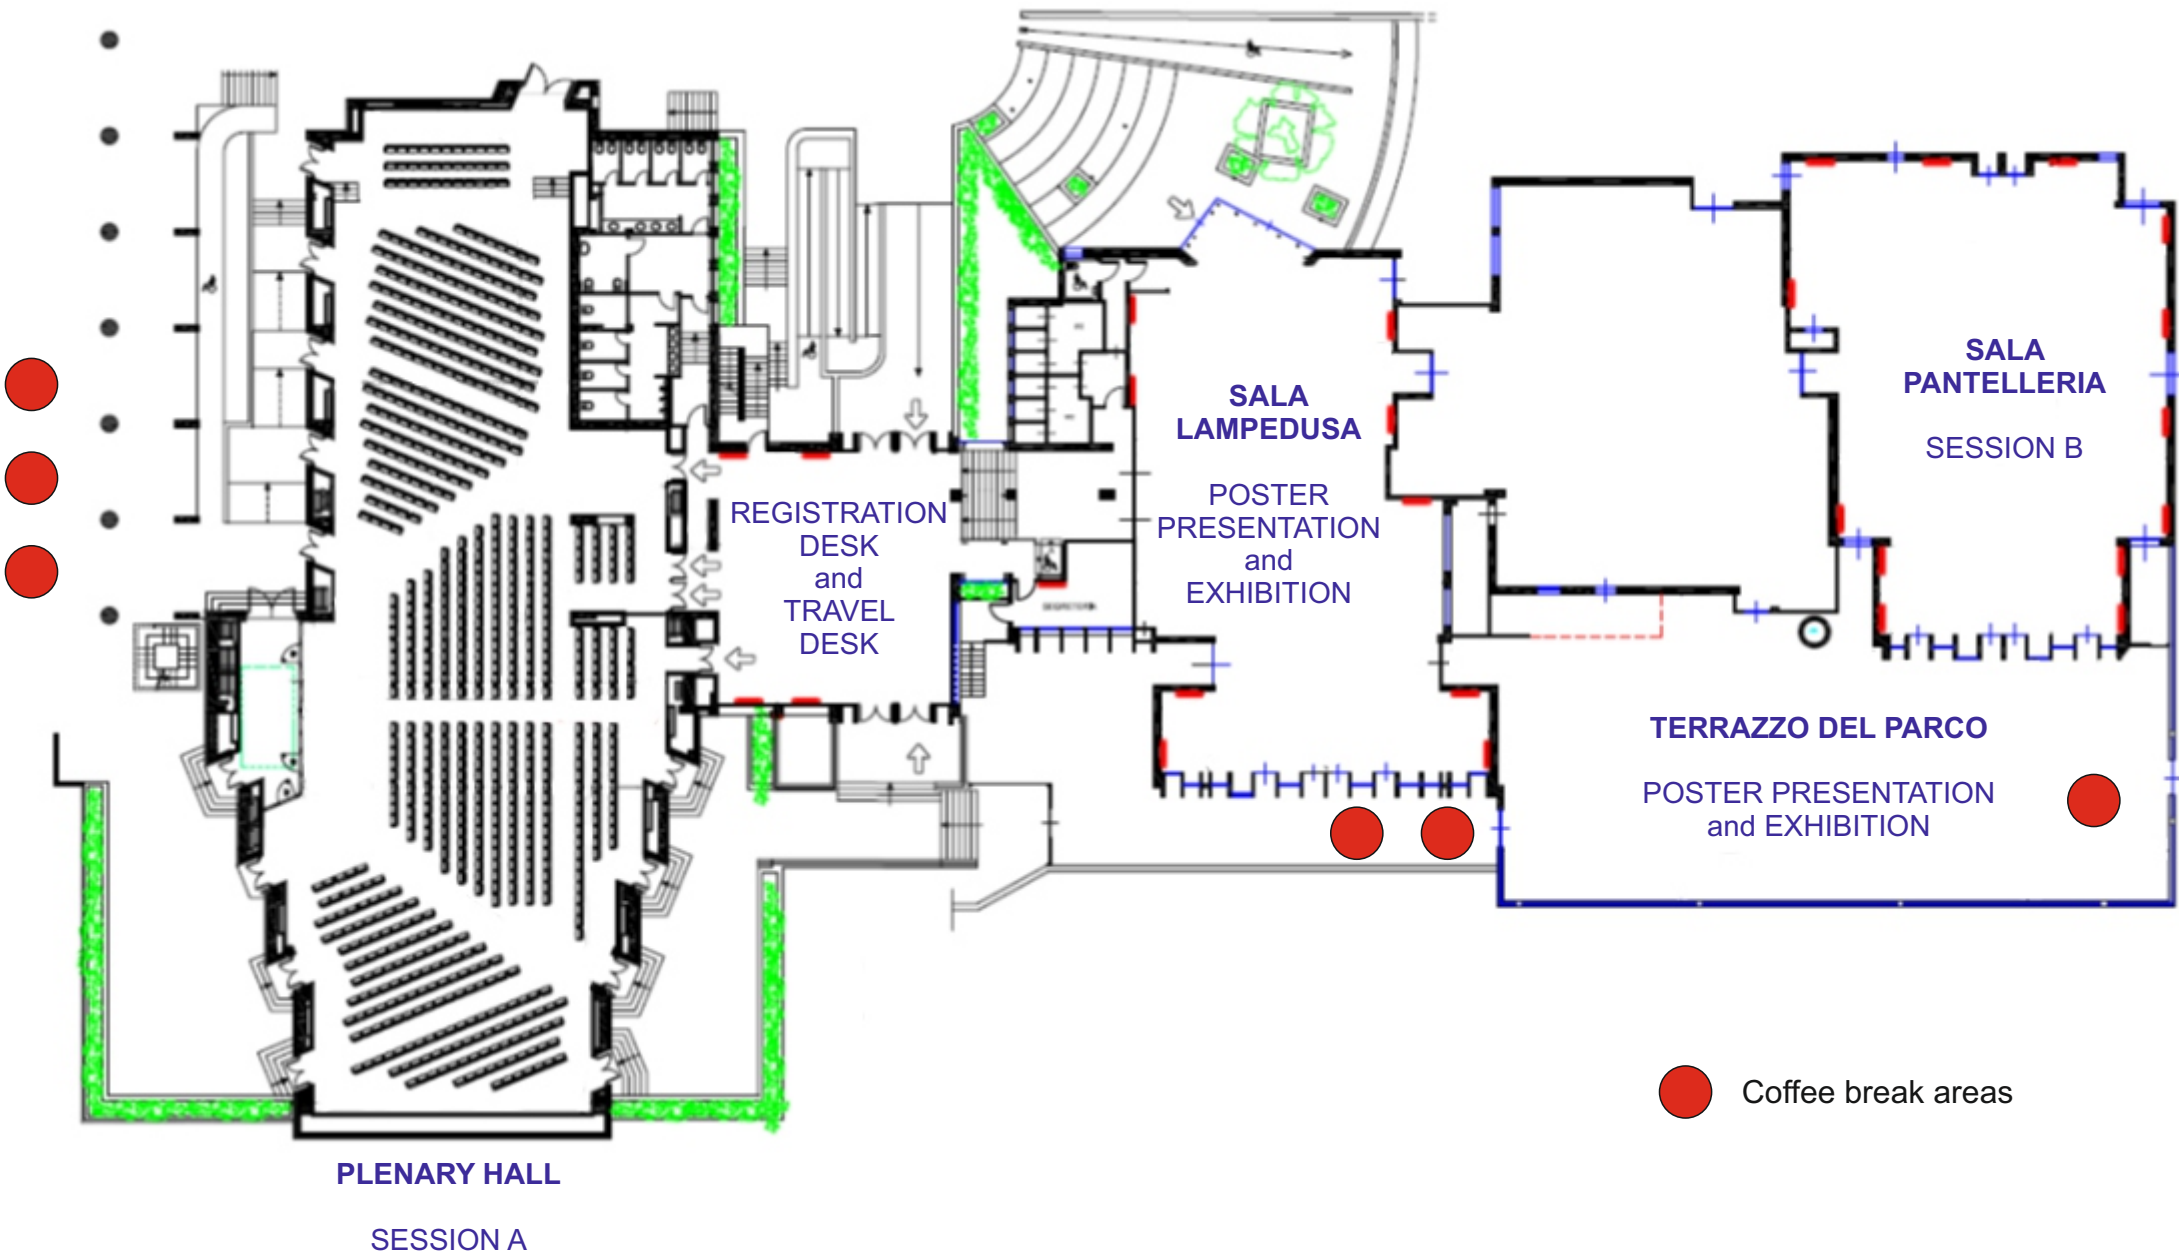 SALA
PANTELLERIA
SESSION B
SALA
LAMPEDUSA
POSTER
PRESENTATION
and
EXHIBITION
REGISTRATION
DESK
and
TRAVEL
DESK
TERRAZZO DEL PARCO
POSTER PRESENTATION
and EXHIBITION
Coffee break areas
PLENARY HALL
SESSION A